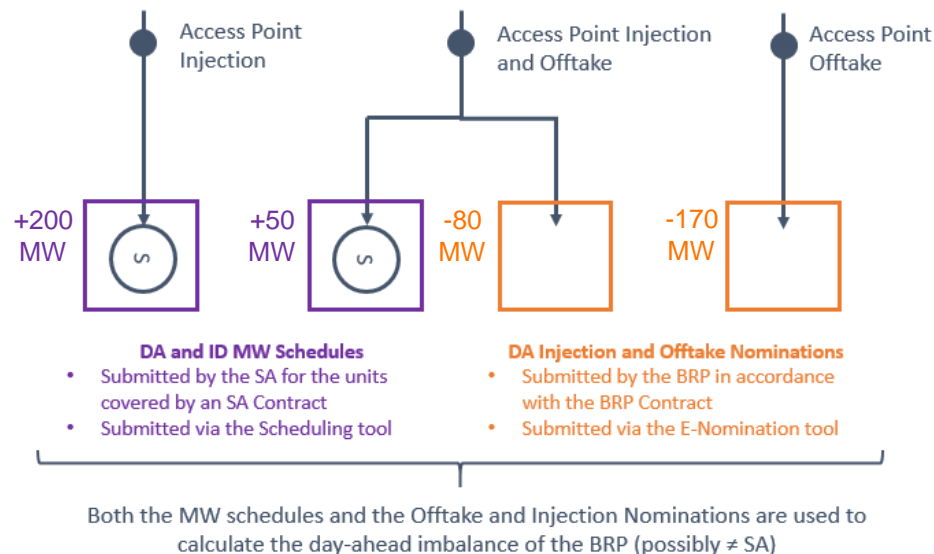 Access Point
Injection
Access Point Injection
and Offtake
Access Point
Offtake
+200
MW
S
+50
MW
S
-80
MW
-170
MW
DA and ID MW Schedules
• Submitted by the SA for the units
covered by an SA Contract
• Submitted via the Scheduling tool
DA Injection and Offtake Nominations
• Submitted by the BRP in accordance
with the BRP Contract
• Submitted via the E-Nomination tool
Both the MW schedules and the Offtake and Injection Nominations are used to
calculate the day-ahead imbalance of the BRP (possibly ≠ SA)